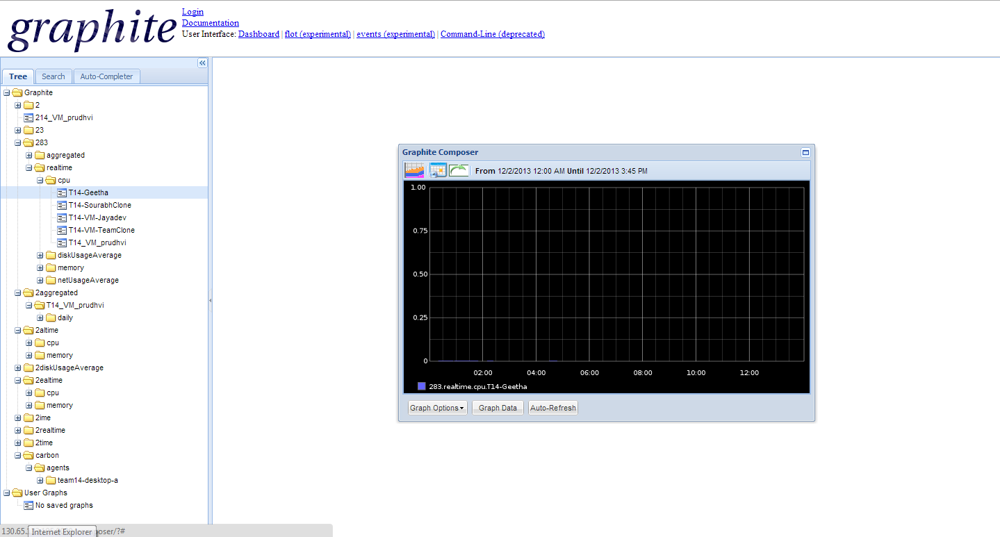 graphite
Login
Documentation
User Interface: Dashboard | flot (experimental) | events (experimental) | Command-Line (deprecated)
Tree Search Auto-Completer
Graphite
2
214_VM_prudhvi
23
283
aggregated
realtime
cpu
T14-Geetha
T14-SourabhClone
T14-VM-Jayadev
T14-VM-TeamClone
T14_VM_prudhvi
diskUsageAverage
memory
netUsageAverage
2aggregated
T14_VM_prudhvi
daily
2altime
cpu
memory
2diskUsageAverage
2ealtime
cpu
memory
2ime
2realtime
2time
carbon
agents
team14-desktop-a
User Graphs
No saved graphs
Graphite Composer
From 12/2/2013 12:00 AM Until 12/2/2013 3:45 PM
1.00
0.75
0.50
0.25
0
02:00 04:00 06:00 08:00 10:00 12:00
283.realtime.cpu.T14-Geetha
Graph Options Graph Data Auto-Refresh
130.65. oser/?#
Internet Explorer